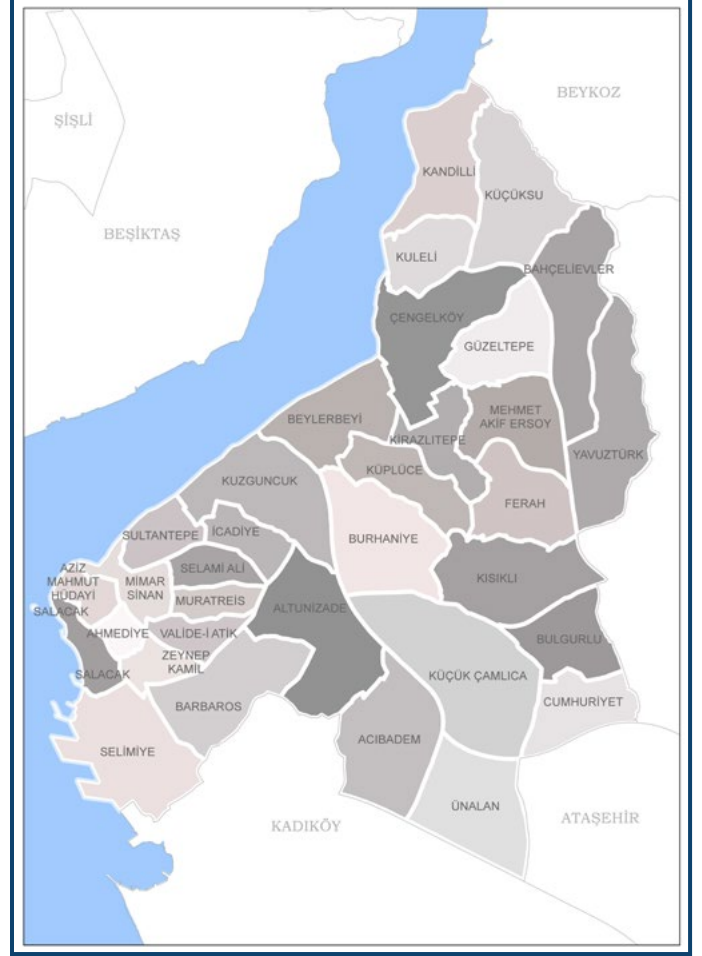 BEYKOZ
ŞİŞLİ
KANDİLLİ
KÜÇÜKSU
BEŞİKTAŞ
KULELİ
BAHÇELİEVLER
ÇENGELKÖY
GÜZELTEPE
MEHMET
AKİF ERSOY
BEYLERBEYİ
KİRAZLITEPE
YAVUZTÜRK
KÜPLÜCE
KUZGUNCUK
FERAH
SULTANTEPE
İCADİYE
BURHANİYE
SELAMİ ALİ
AZİZ
MAHMUT
HÜDAYİ
MİMAR
SİNAN
KISIKLI
MURATREİS
ALTUNİZADE
SALACAK
AHMEDİYE
VALİDE-İ ATİK
BULGURLU
ZEYNEP
KAMİL
SALACAK
KÜÇÜK ÇAMLICA
CUMHURİYET
BARBAROS
ACIBADEM
SELİMİYE
ÜNALAN
ATAŞEHİR
KADIKÖY